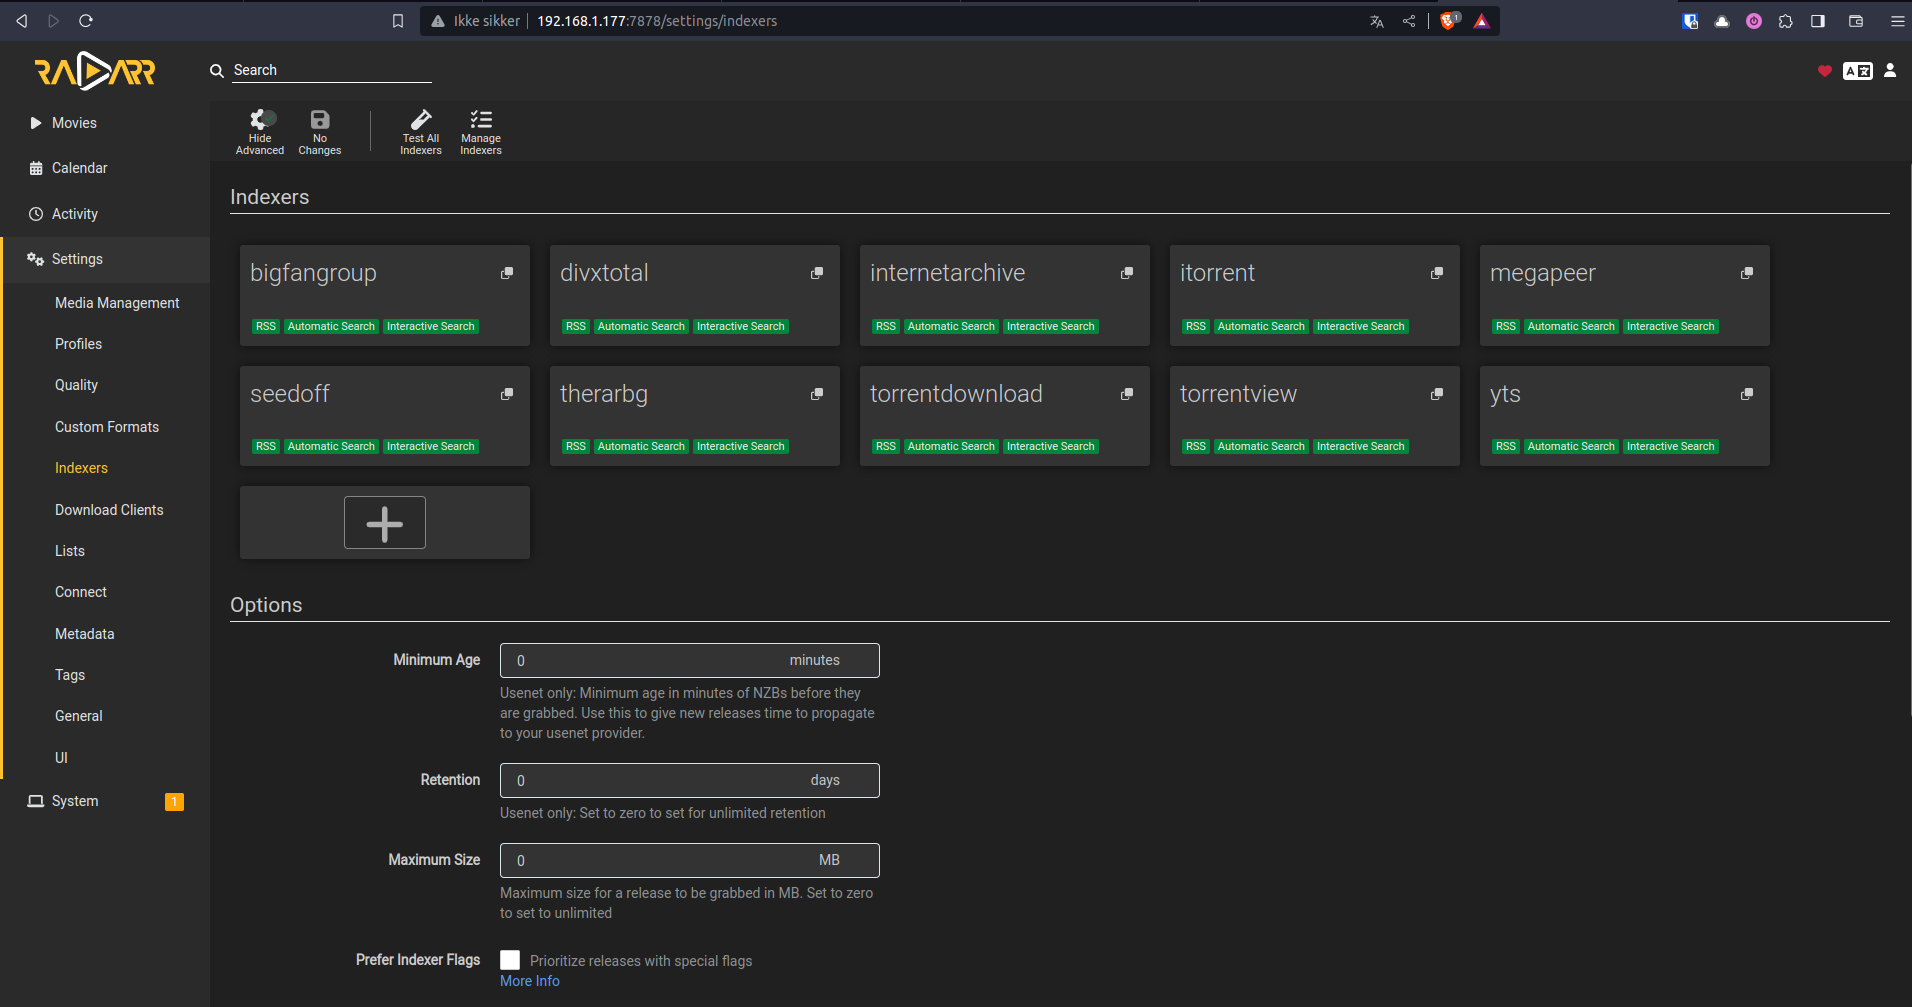 Ikke sikker 192.168.1.177:7878/settings/indexers
1
RADARR
Search
Movies
Calendar
Activity
Settings
Media Management
Profiles
Quality
Custom Formats
Indexers
Download Clients
Lists
Connect
Metadata
Tags
General
UI
System 1
Hide
Advanced
No
Changes
Test All
Indexers
Manage
Indexers
Indexers
bigfangroup
RSS Automatic Search Interactive Search
divxtotal
RSS Automatic Search Interactive Search
internetarchive
RSS Automatic Search Interactive Search
itorrent
RSS Automatic Search Interactive Search
megapeer
RSS Automatic Search Interactive Search
seedoff
RSS Automatic Search Interactive Search
therarbg
RSS Automatic Search Interactive Search
torrentdownload
RSS Automatic Search Interactive Search
torrentview
RSS Automatic Search Interactive Search
yts
RSS Automatic Search Interactive Search
Options
Minimum Age 0 minutes
Usenet only: Minimum age in minutes of NZBs before they
are grabbed. Use this to give new releases time to propagate
to your usenet provider.
Retention 0 days
Usenet only: Set to zero to set for unlimited retention
Maximum Size 0 MB
Maximum size for a release to be grabbed in MB. Set to zero
to set to unlimited
Prefer Indexer Flags Prioritize releases with special flags
More Info